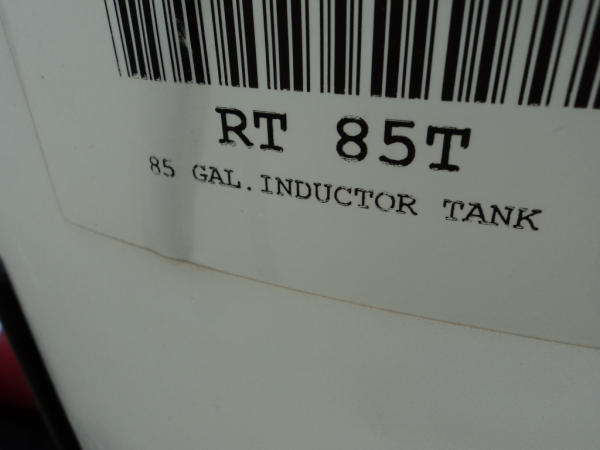 RT 85T
85 GAL.INDUCTOR TANK